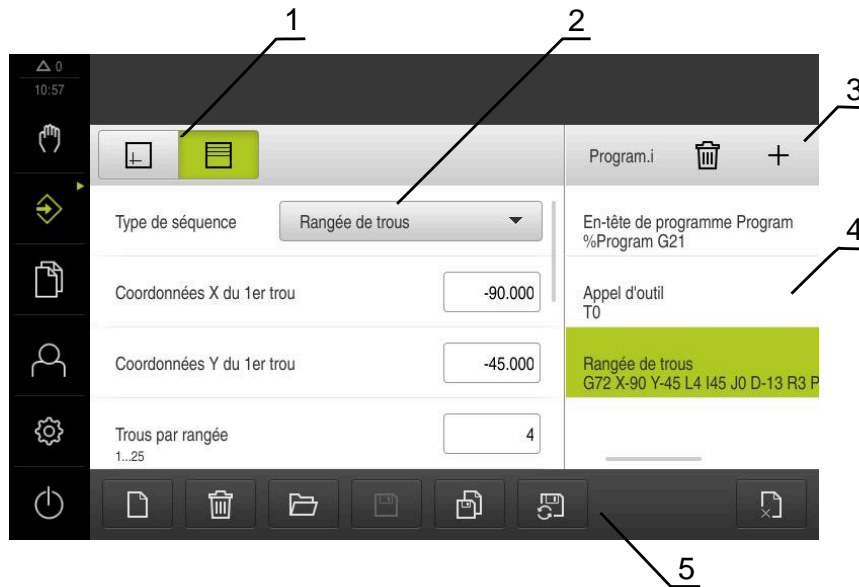 1
2
3
4
5
0
10:57
Program.i
Type de séquence
Rangée de trous
En-tête de programme Program
%Program G21
Coordonnées X du 1er trou
-90.000
Appel d'outil
T0
Coordonnées Y du 1er trou
-45.000
Rangée de trous
G72 X-90 Y-45 L4 I45 J0 D-13 R3 P
Trous par rangée
1...25
4